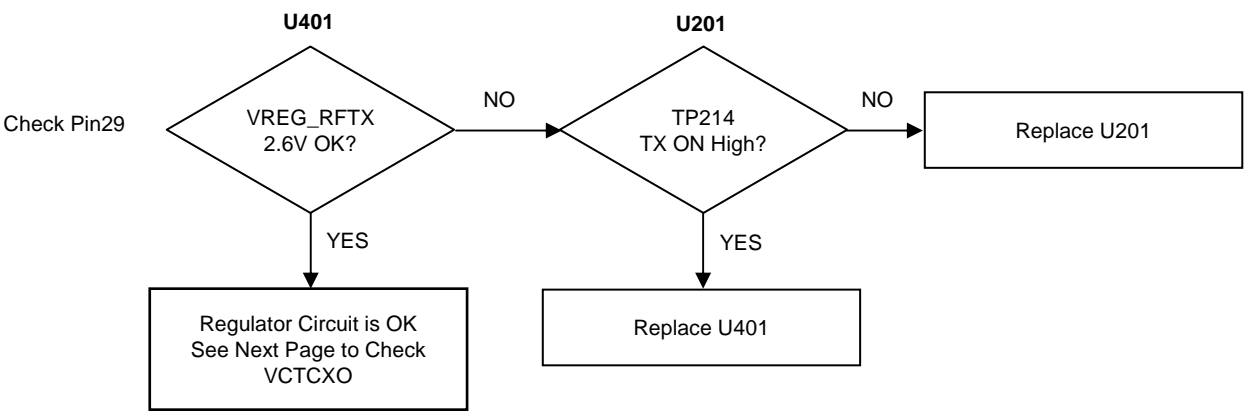 U401
U201
Check Pin29
VREG_RFTX
2.6V OK?
NO
TP214
TX ON High?
NO
Replace U201
YES
YES
Regulator Circuit is OK
See Next Page to Check
VCTCXO
Replace U401